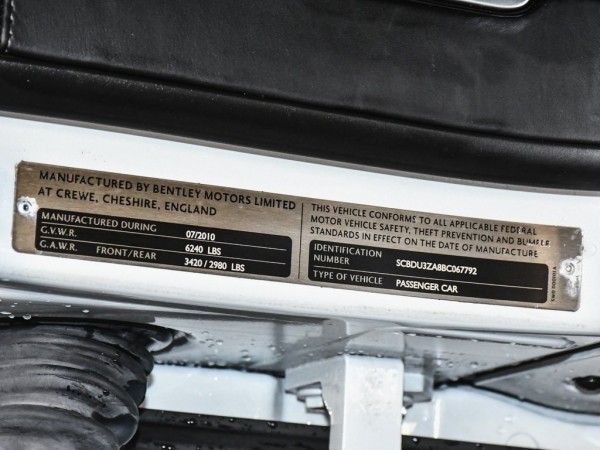 MANUFACTURED BY BENTLEY MOTORS LIMITED
AT CREWE, CHESHIRE, ENGLAND
MANUFACTURED DURING 07/2010
G.V.W.R. 6240 LBS
G.A.W.R. FRONT/REAR 3420 / 2980 LBS
THIS VEHICLE CONFORMS TO ALL APPLICABLE FEDERAL
MOTOR VEHICLE SAFETY, THEFT PREVENTION AND BUMPER
STANDARDS IN EFFECT ON THE DATE OF MANUFACTURE
IDENTIFICATION
NUMBER SCBDU3ZA8BC067792
TYPE OF VEHICLE PASSENGER CAR